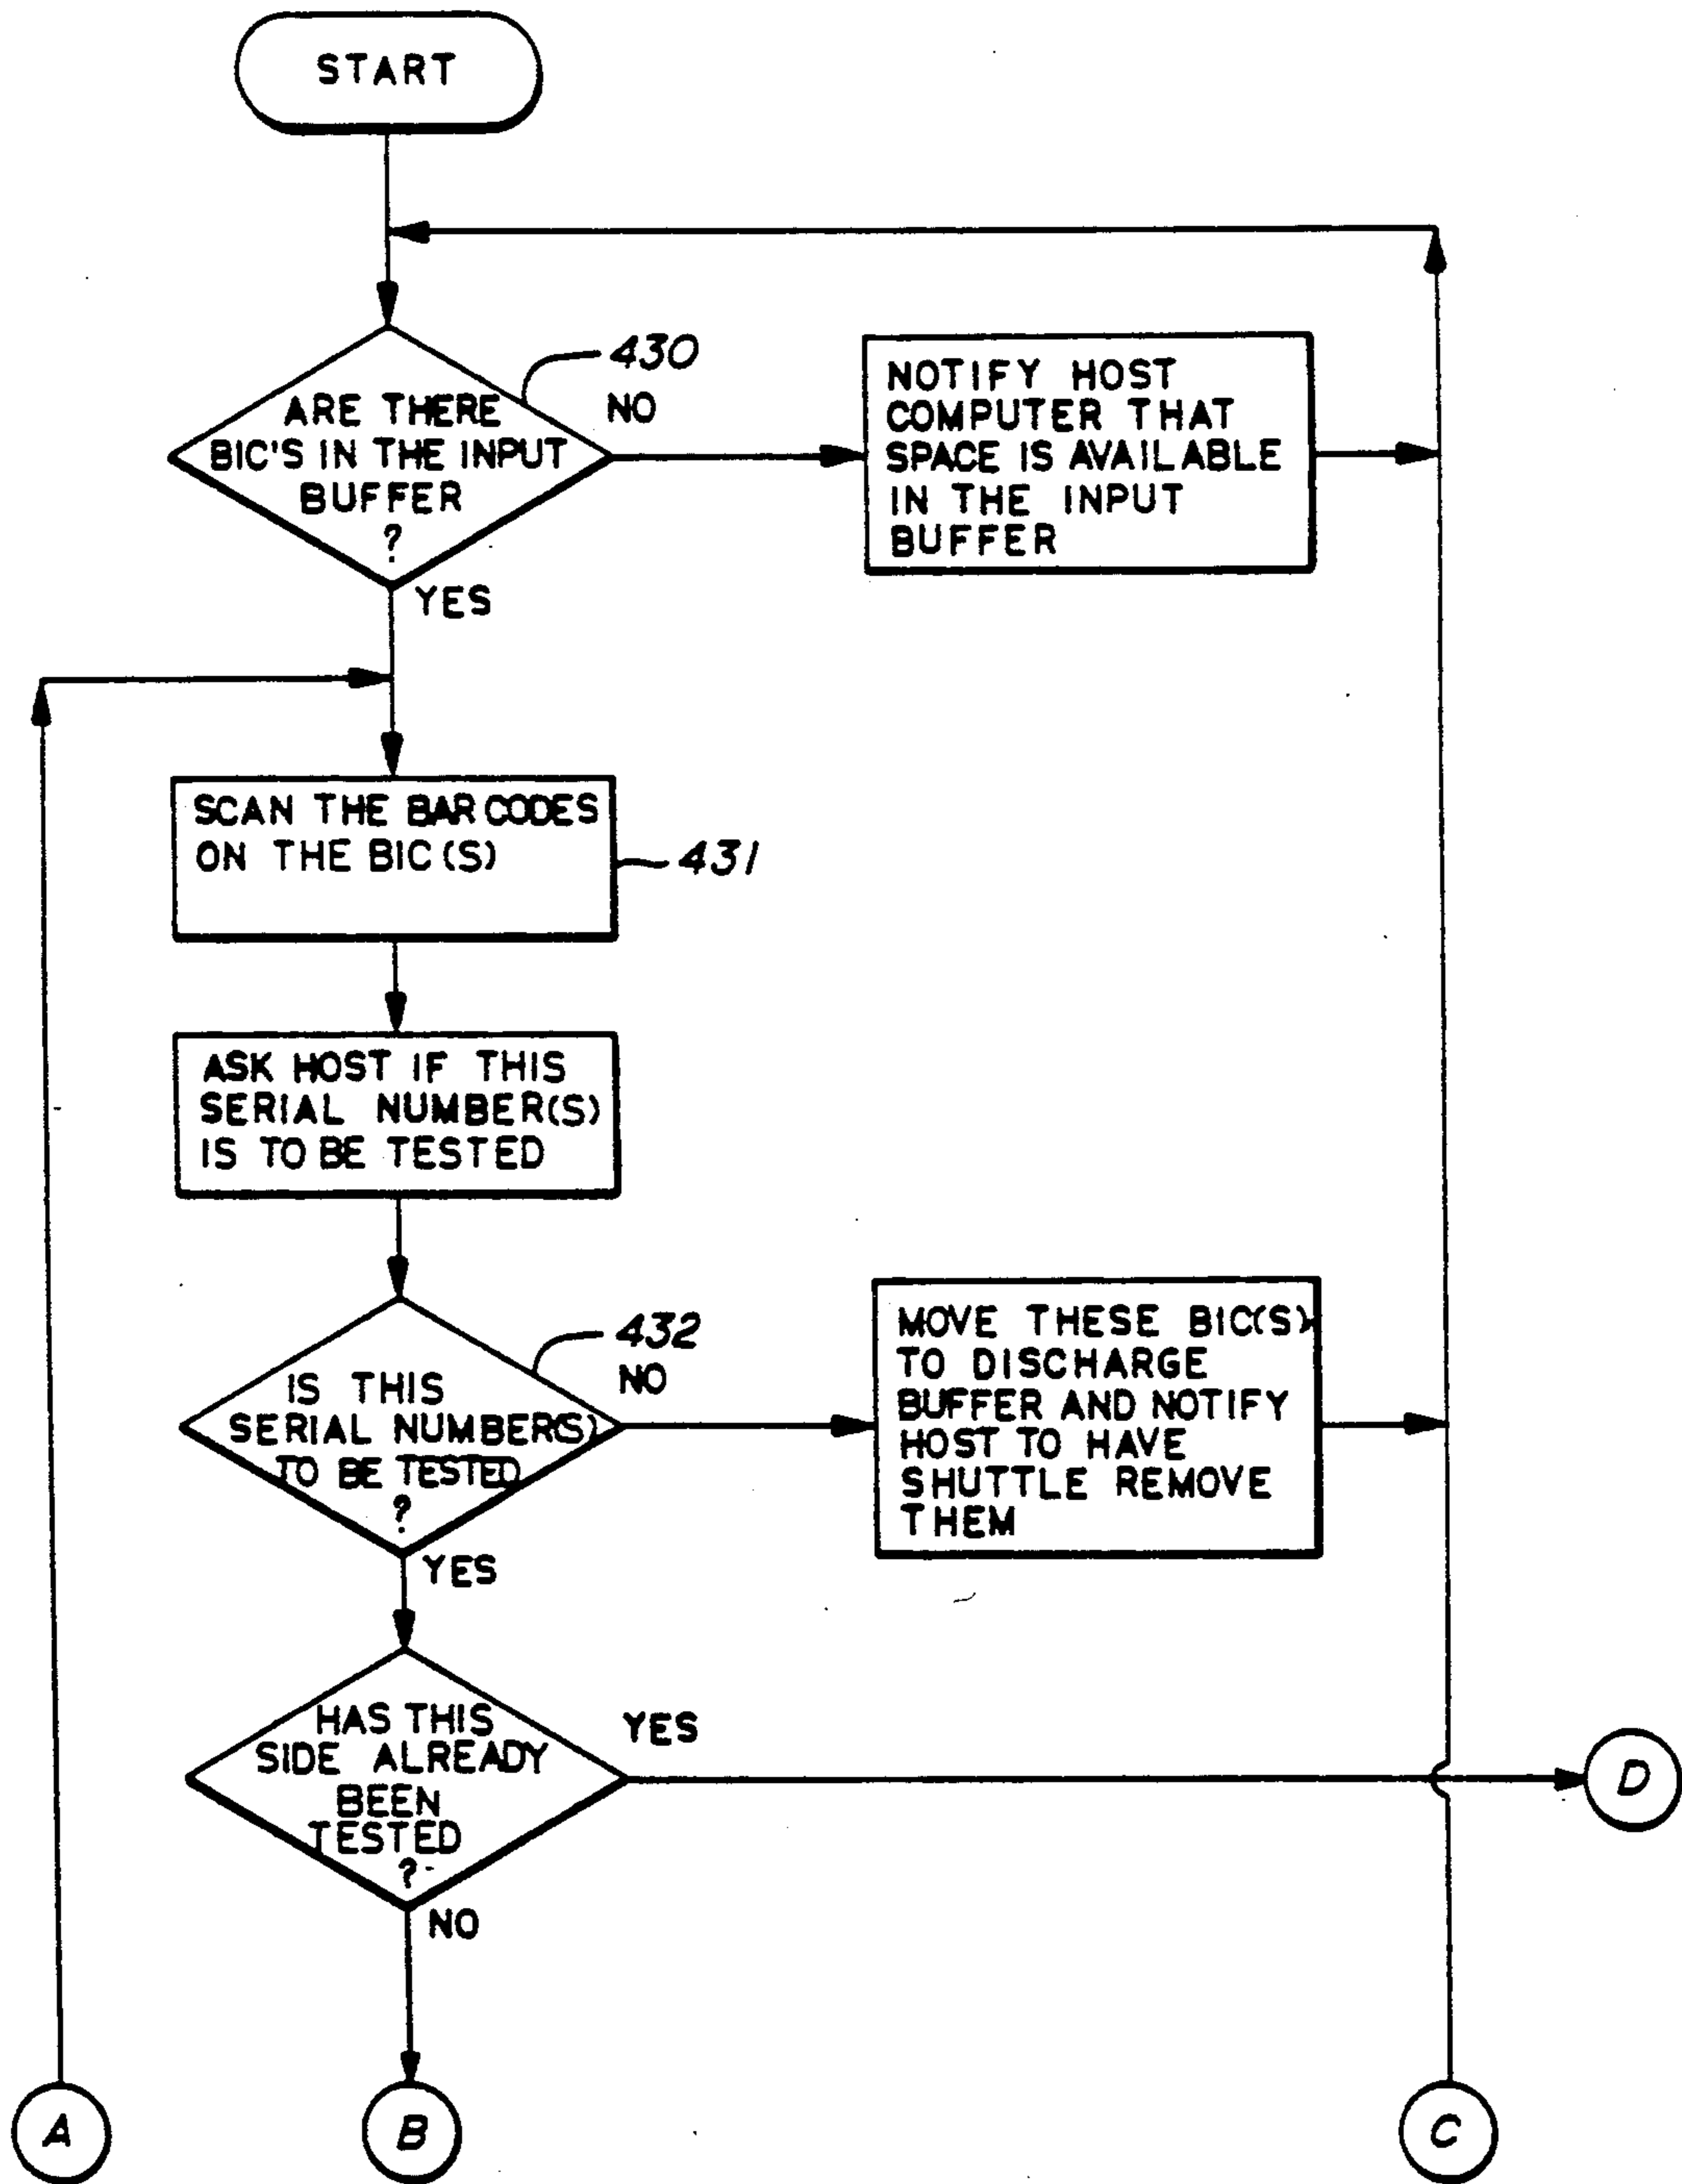 START
430
ARE THERE
BIC'S IN THE INPUT
BUFFER
?
NO
YES
NOTIFY HOST
COMPUTER THAT
SPACE IS AVAILABLE
IN THE INPUT
BUFFER
SCAN THE BAR CODES
ON THE BIC(S)
431
ASK HOST IF THIS
SERIAL NUMBER(S)
IS TO BE TESTED
432
IS THIS
SERIAL NUMBER(S)
TO BE TESTED
?
NO
YES
MOVE THESE BIC(S)
TO DISCHARGE
BUFFER AND NOTIFY
HOST TO HAVE
SHUTTLE REMOVE
THEM
HAS THIS
SIDE ALREADY
BEEN
TESTED
?
YES
NO
D
A
B
C